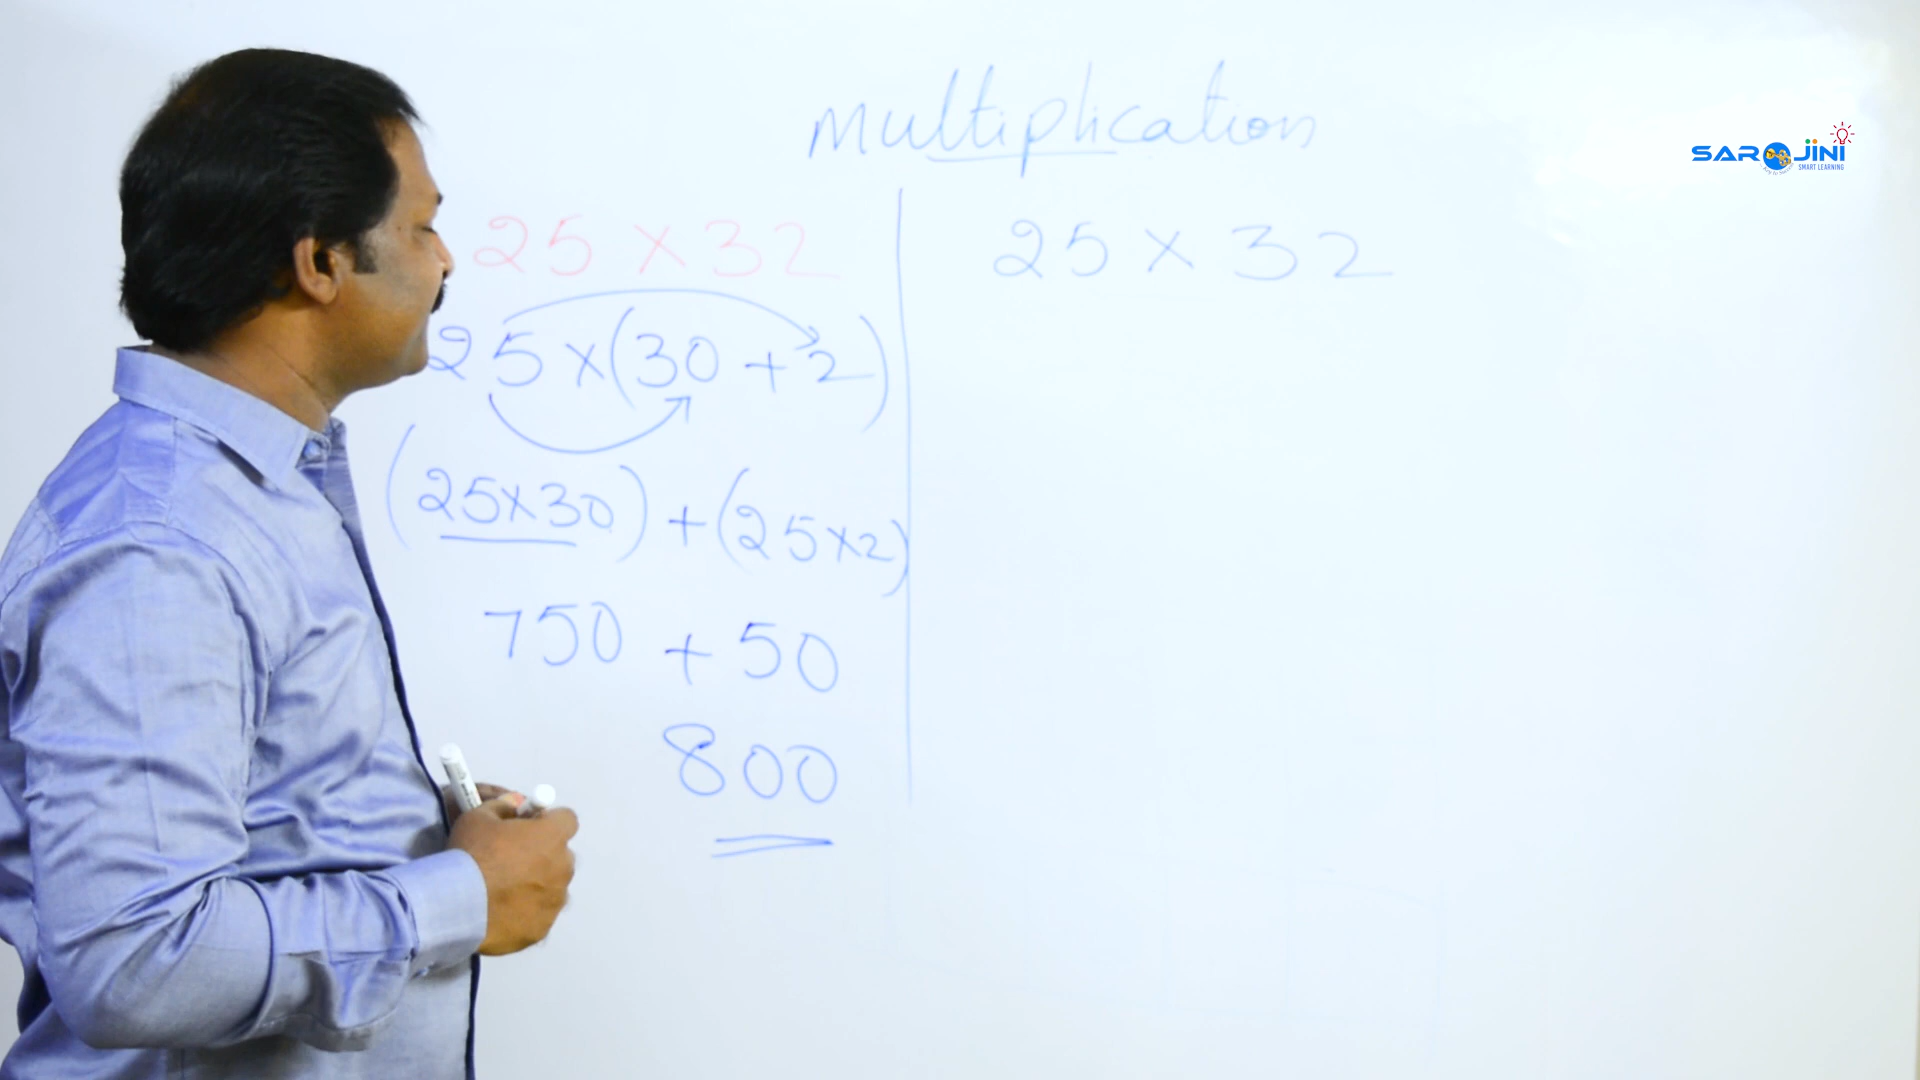 multiplication
SAROJINI
SMART LEARNING
25 × 32
25 × (30 + 2)
(25×30) + (25×2)
750 + 50
800
25 × 32